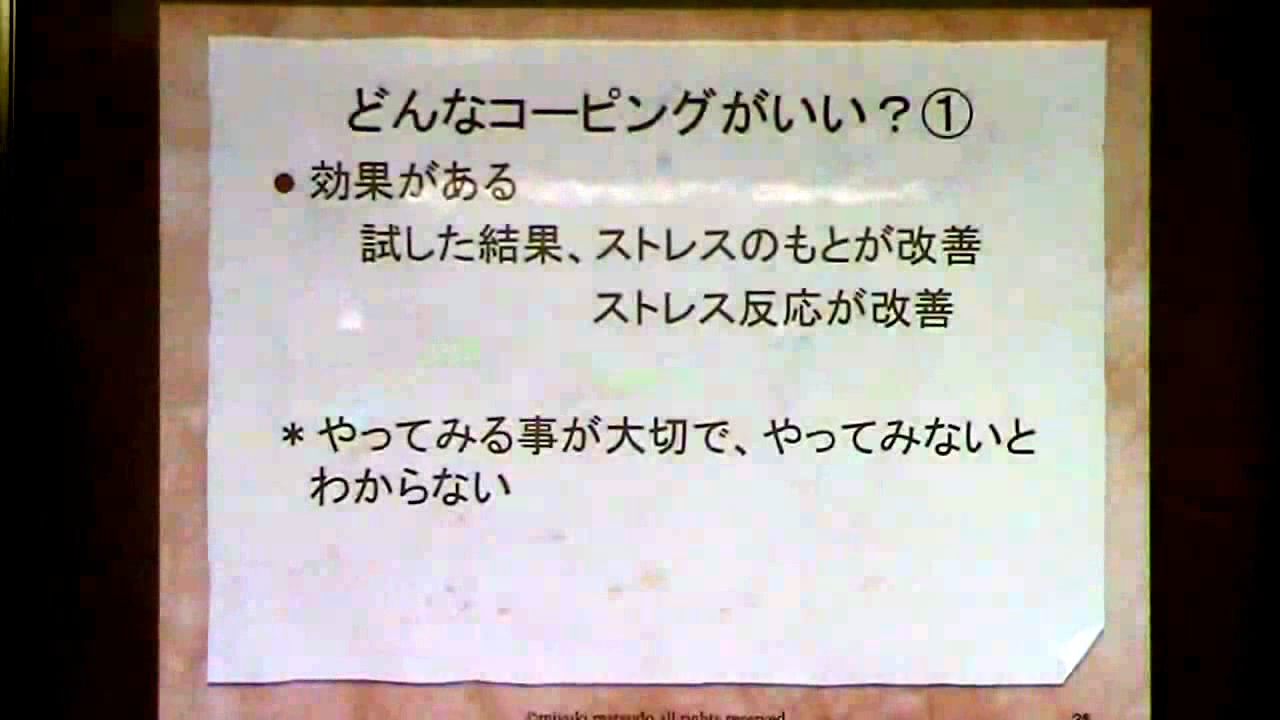 どんなコーピングがいい？①
● 効果がある
試した結果、ストレスのもとが改善
ストレス反応が改善
＊やってみる事が大切で、やってみないと
わからない
all rights reserved